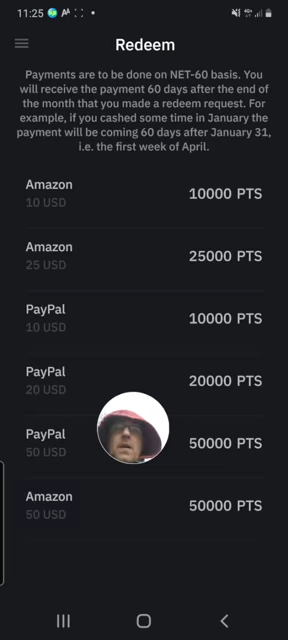 11:25
Redeem
Payments are to be done on NET-60 basis. You
will receive the payment 60 days after the end of
the month that you made a redeem request. For
example, if you cashed some time in January the
payment will be coming 60 days after January 31,
i.e. the first week of April.
Amazon
10 USD
10000 PTS
Amazon
25 USD
25000 PTS
PayPal
10 USD
10000 PTS
PayPal
20 USD
20000 PTS
PayPal
50 USD
50000 PTS
Amazon
50 USD
50000 PTS